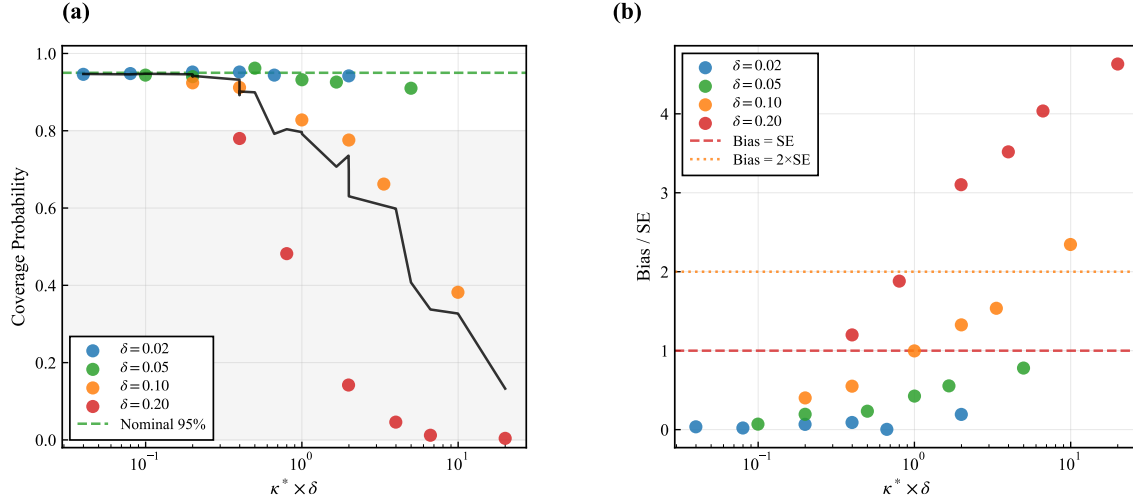 (a)
1.0
0.8
0.6
0.4
0.2
0.0
Coverage Probability
δ = 0.02
δ = 0.05
δ = 0.10
δ = 0.20
Nominal 95%
10⁻¹
10⁰
10¹
κ* × δ
(b)
4
3
2
1
0
Bias / SE
δ = 0.02
δ = 0.05
δ = 0.10
δ = 0.20
Bias = SE
Bias = 2×SE
10⁻¹
10⁰
10¹
κ* × δ